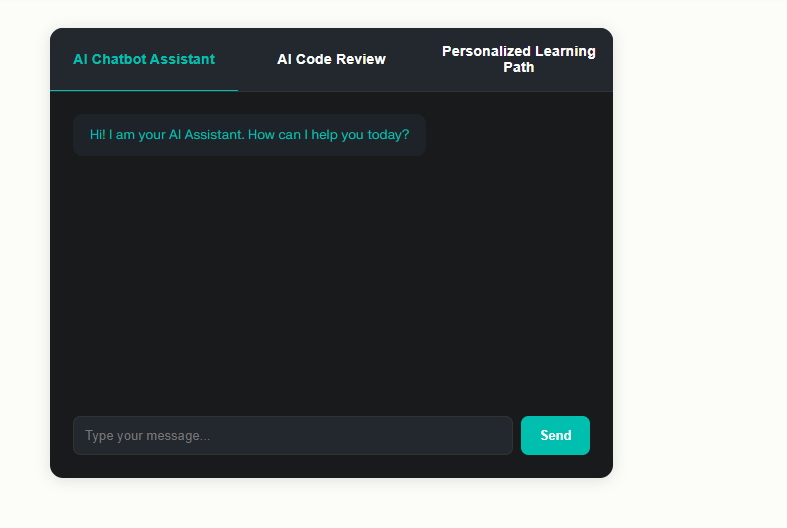 AI Chatbot Assistant
AI Code Review
Personalized Learning
Path
Hi! I am your AI Assistant. How can I help you today?
Type your message...
Send